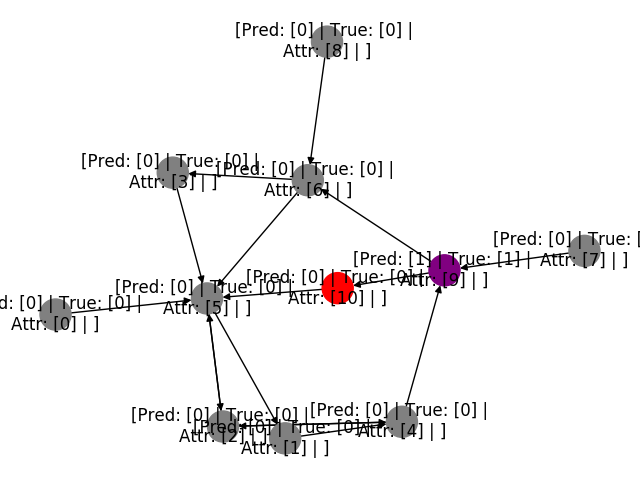 [Pred: [0] | True: [0] |
Attr: [8] | ]
[Pred: [0] | True: [0] |
Attr: [3] | ]
[Pred: [0] | True: [0] |
Attr: [6] | ]
[Pred: [0] | True: [
Attr: [7] | ]
[Pred: [1] | True: [1] |
Attr: [9] | ]
[Pred: [0] | True: [0] |
Attr: [10] | ]
[Pred: [0] | True: [0] |
Attr: [5] | ]
d: [0] | True: [0] |
Attr: [0] | ]
[Pred: [0] | True: [0] |
Attr: [4] | ]
[Pred: [0] | True: [0] |
Attr: [2] | ]
[Pred: [0] | True: [0] |
Attr: [1] | ]